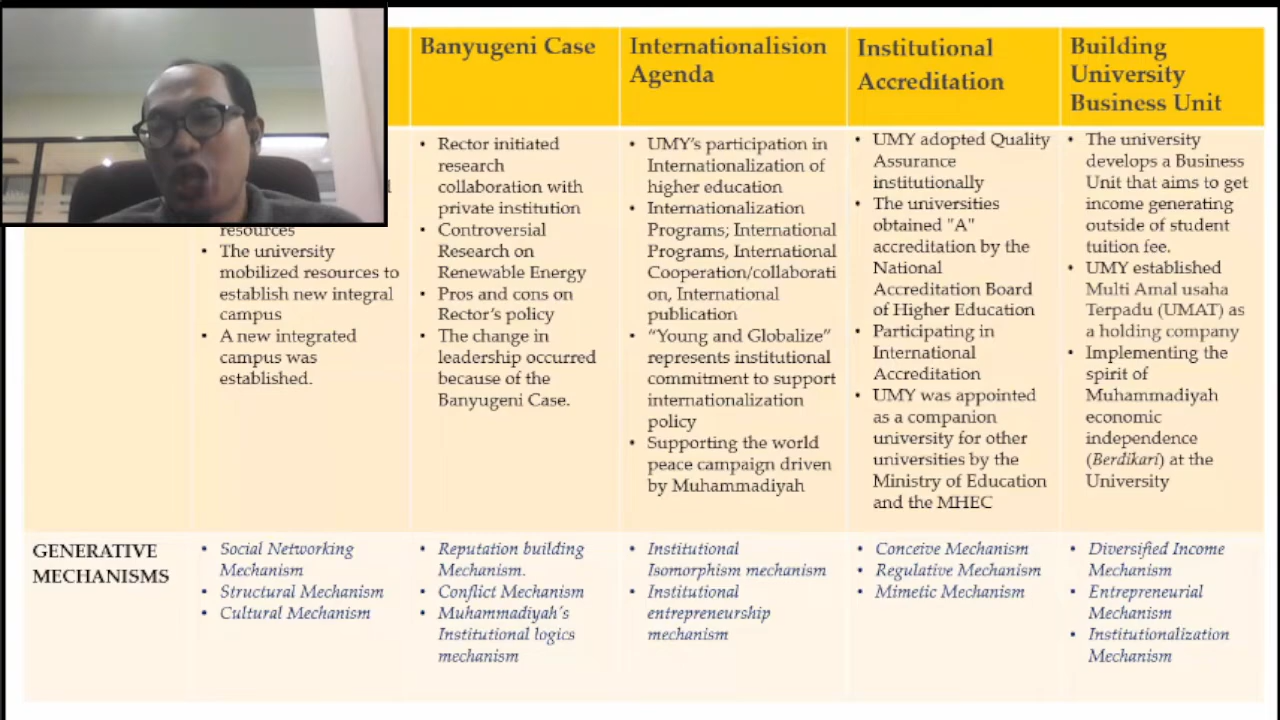 Banyugeni Case
Internationalision
Agenda
Institutional
Accreditation
Building
University
Business Unit
resources
• The university
mobilized resources to
establish new integral
campus
• A new integrated
campus was
established.
• Rector initiated
research
collaboration with
private institution
• Controversial
Research on
Renewable Energy
• Pros and cons on
Rector's policy
• The change in
leadership occurred
because of the
Banyugeni Case.
• UMY's participation in
Internationalization of
higher education
• Internationalization
Programs; International
Programs, International
Cooperation/collaborati
on, International
publication
• "Young and Globalize"
represents institutional
commitment to support
internationalization
policy
• Supporting the world
peace campaign driven
by Muhammadiyah
• UMY adopted Quality
Assurance
institutionally
• The universities
obtained "A"
accreditation by the
National
Accreditation Board
of Higher Education
• Participating in
International
Accreditation
• UMY was appointed
as a companion
university for other
universities by the
Ministry of Education
and the MHEC
• The university
develops a Business
Unit that aims to get
income generating
outside of student
tuition fee.
• UMY established
Multi Amal usaha
Terpadu (UMAT) as
a holding company
• Implementing the
spirit of
Muhammadiyah
economic
independence
(Berdikari) at the
University
GENERATIVE
MECHANISMS
• Social Networking
Mechanism
• Structural Mechanism
• Cultural Mechanism
• Reputation building
Mechanism.
• Conflict Mechanism
• Muhammadiyah's
Institutional logics
mechanism
• Institutional
Isomorphism mechanism
• Institutional
entrepreneurship
mechanism
• Conceive Mechanism
• Regulative Mechanism
• Mimetic Mechanism
• Diversified Income
Mechanism
• Entrepreneurial
Mechanism
• Institutionalization
Mechanism